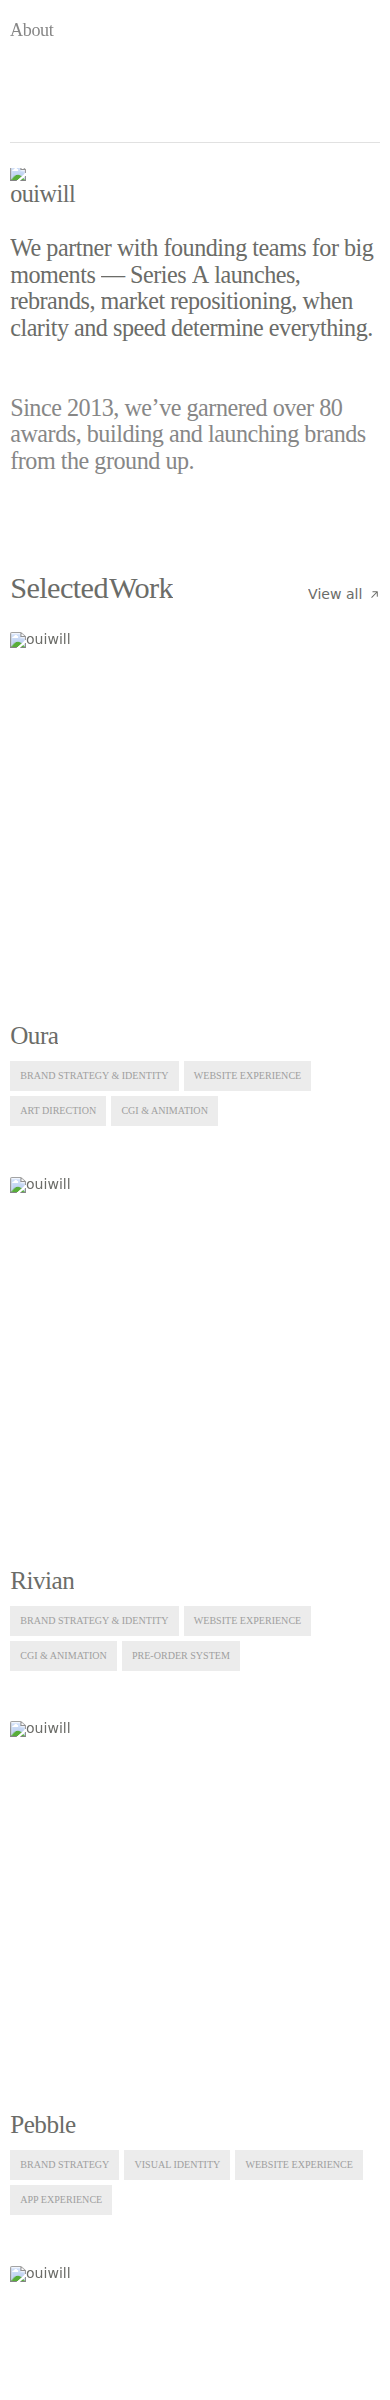 About
ouiwill
We partner with founding teams for big
moments — Series A launches,
rebrands, market repositioning, when
clarity and speed determine everything.
Since 2013, we’ve garnered over 80
awards, building and launching brands
from the ground up.
SelectedWork
View all ↗
ouiwill
Oura
BRAND STRATEGY & IDENTITY WEBSITE EXPERIENCE
ART DIRECTION CGI & ANIMATION
ouiwill
Rivian
BRAND STRATEGY & IDENTITY WEBSITE EXPERIENCE
CGI & ANIMATION PRE-ORDER SYSTEM
ouiwill
Pebble
BRAND STRATEGY VISUAL IDENTITY WEBSITE EXPERIENCE
APP EXPERIENCE
ouiwill